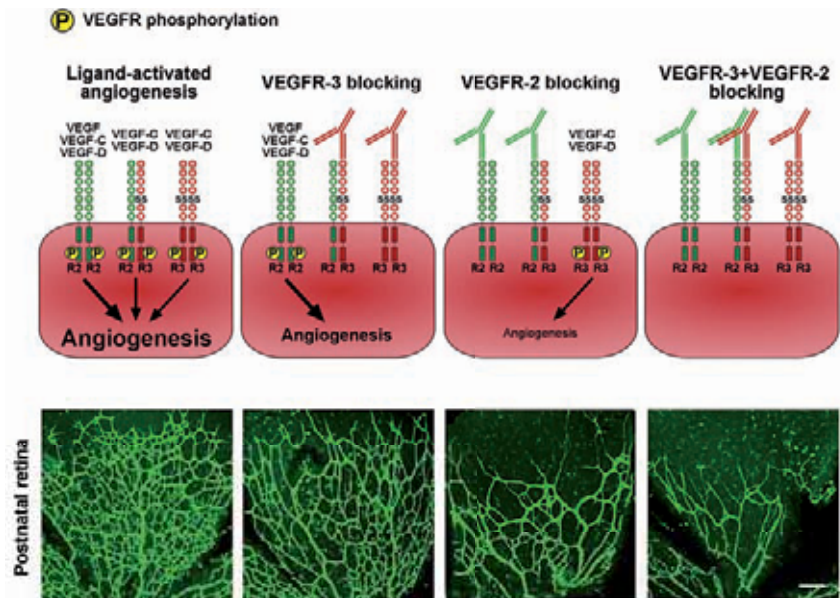 P VEGFR phosphorylation
Ligand-activated
angiogenesis
VEGFR-3 blocking
VEGFR-2 blocking
VEGFR-3+VEGFR-2
blocking
VEGF
VEGF-C
VEGF-D
VEGF-C
VEGF-D
VEGF-C
VEGF-D
VEGF
VEGF-C
VEGF-D
VEGF-C
VEGF-D
SS SSSS
SS SSSS
SS SSSS
SS SSSS
P P P P P P
R2 R2 R2 R3 R3 R3
P P
R2 R2 R2 R3 R3 R3
P
R2 R2 R2 R3 R3 R3
R2 R2 R2 R3 R3 R3
Angiogenesis
Angiogenesis
Angiogenesis
Postnatal retina